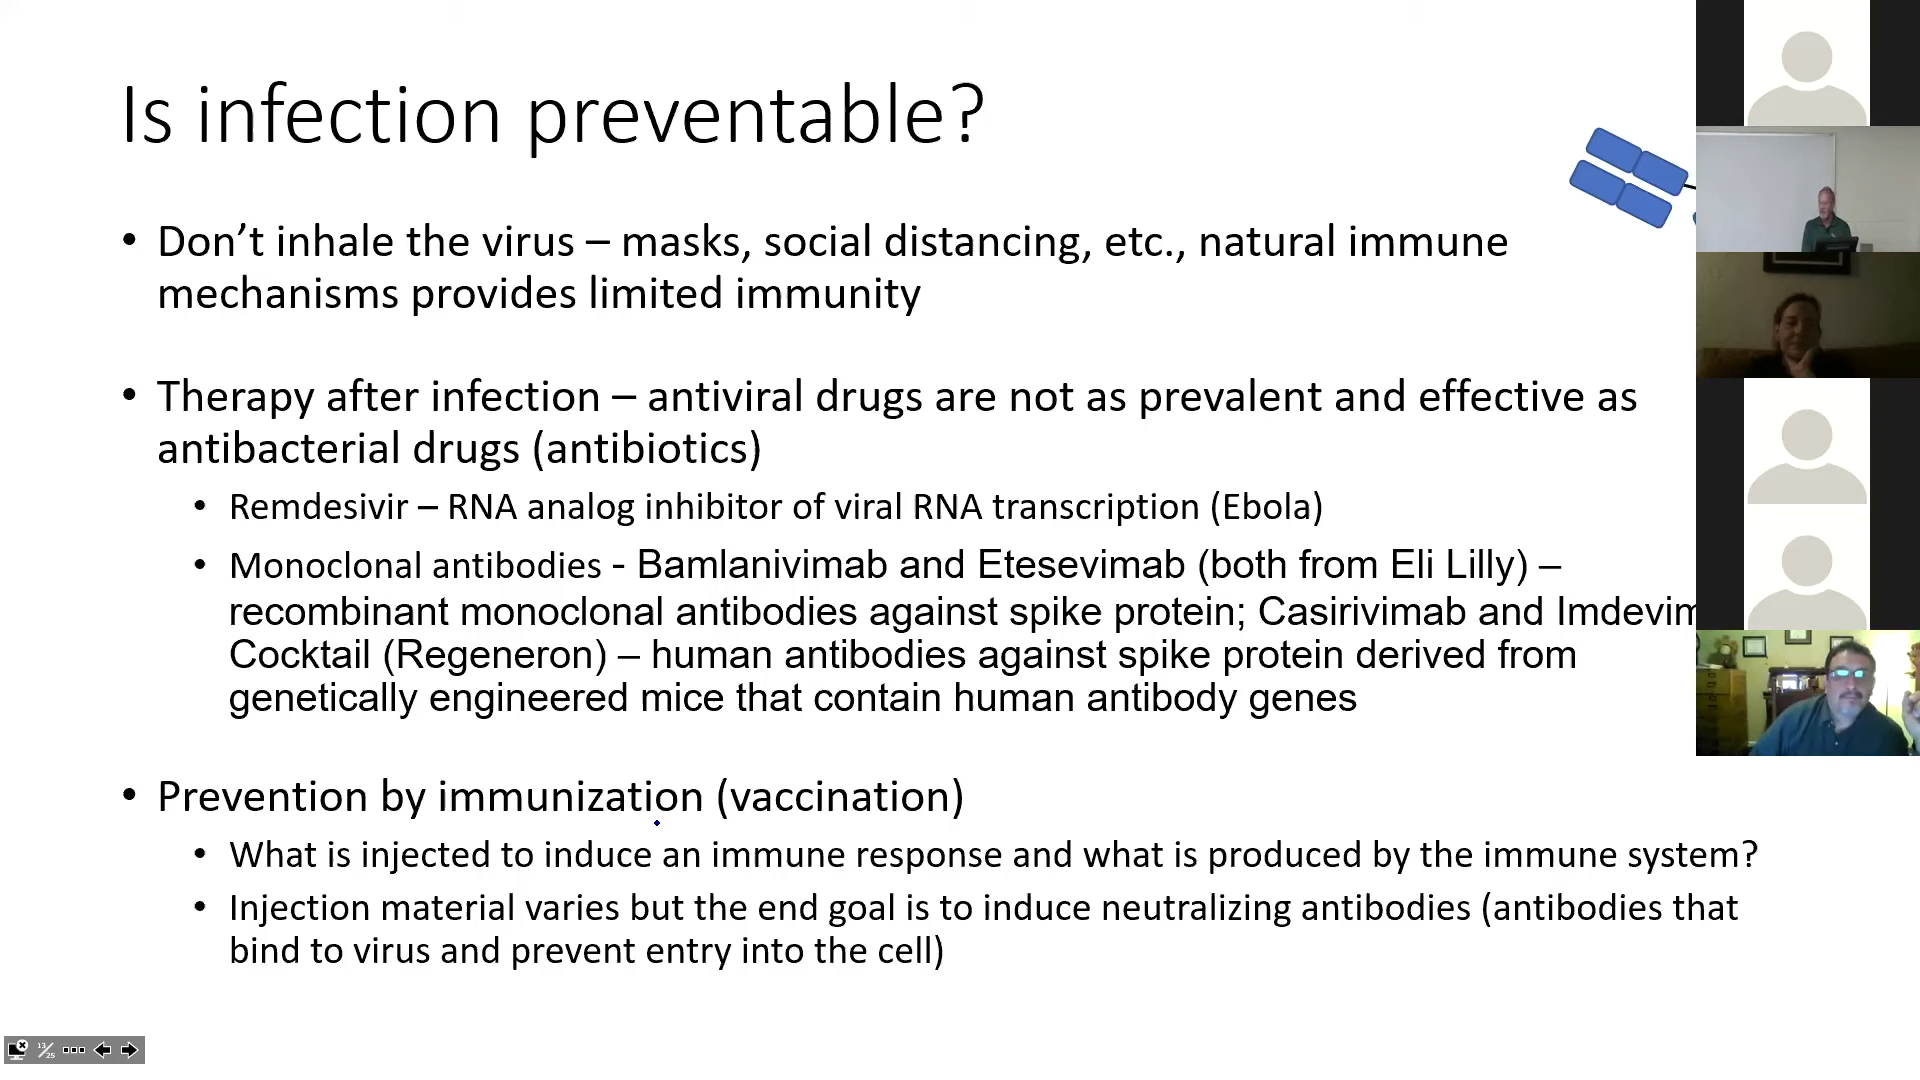 Is infection preventable?
• Don’t inhale the virus – masks, social distancing, etc., natural immune
mechanisms provides limited immunity
• Therapy after infection – antiviral drugs are not as prevalent and effective as
antibacterial drugs (antibiotics)
• Remdesivir – RNA analog inhibitor of viral RNA transcription (Ebola)
• Monoclonal antibodies - Bamlanivimab and Etesevimab (both from Eli Lilly) –
recombinant monoclonal antibodies against spike protein; Casirivimab and Imdevim
Cocktail (Regeneron) – human antibodies against spike protein derived from
genetically engineered mice that contain human antibody genes
• Prevention by immunization (vaccination)
• What is injected to induce an immune response and what is produced by the immune system?
• Injection material varies but the end goal is to induce neutralizing antibodies (antibodies that
bind to virus and prevent entry into the cell)
13/25